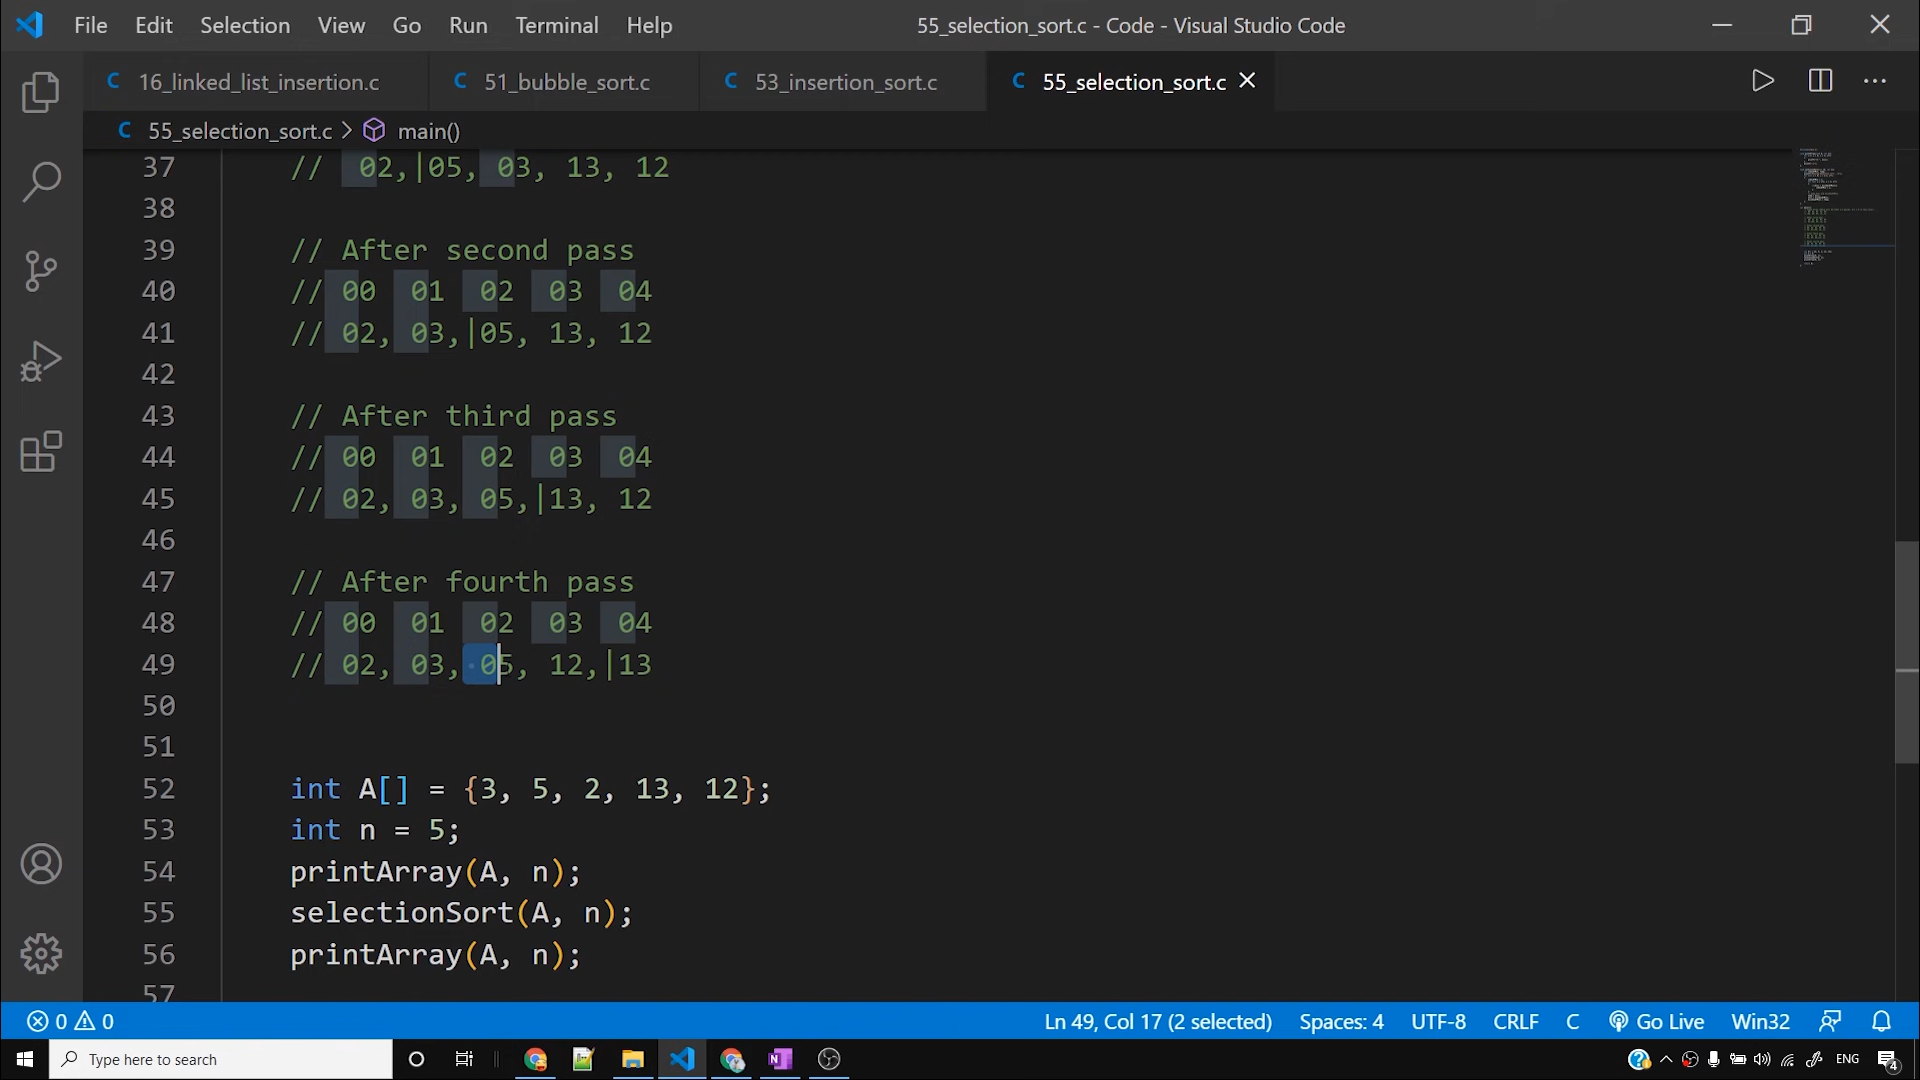 File Edit Selection View Go Run Terminal Help 55_selection_sort.c - Code - Visual Studio Code
C 16_linked_list_insertion.c C 51_bubble_sort.c C 53_insertion_sort.c C 55_selection_sort.c
C 55_selection_sort.c > main()
37 // 02,|05, 03, 13, 12
38
39 // After second pass
40 // 00 01 02 03 04
41 // 02, 03,|05, 13, 12
42
43 // After third pass
44 // 00 01 02 03 04
45 // 02, 03, 05,|13, 12
46
47 // After fourth pass
48 // 00 01 02 03 04
49 // 02, 03, 05, 12,|13
50
51
52 int A[] = {3, 5, 2, 13, 12};
53 int n = 5;
54 printArray(A, n);
55 selectionSort(A, n);
56 printArray(A, n);
57
0 0 Ln 49, Col 17 (2 selected) Spaces: 4 UTF-8 CRLF C Go Live Win32
Type here to search ENG 4